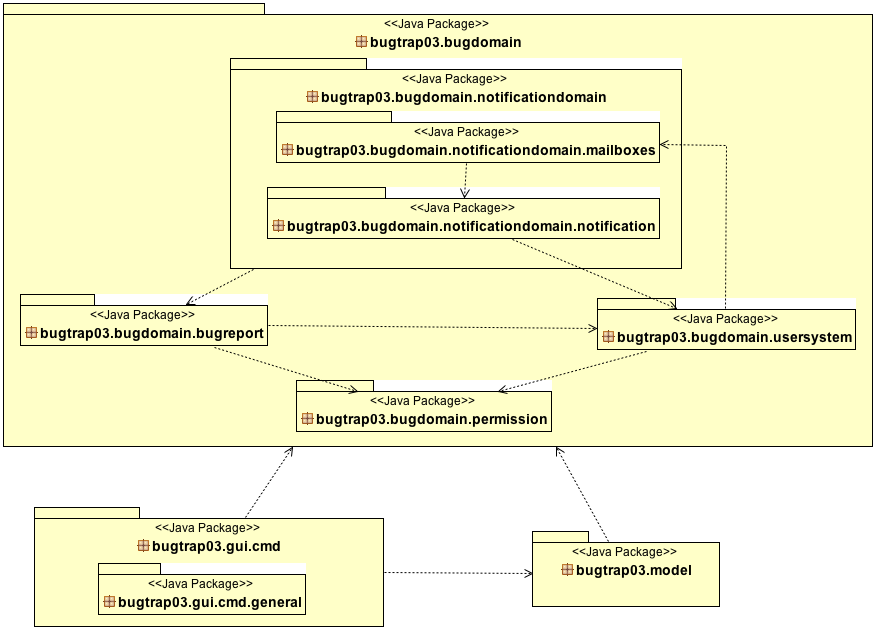 <<Java Package>>
bugtrap03.bugdomain
<<Java Package>>
bugtrap03.bugdomain.notificationdomain
<<Java Package>>
bugtrap03.bugdomain.notificationdomain.mailboxes
<<Java Package>>
bugtrap03.bugdomain.notificationdomain.notification
<<Java Package>>
bugtrap03.bugdomain.bugreport
<<Java Package>>
bugtrap03.bugdomain.usersystem
<<Java Package>>
bugtrap03.bugdomain.permission
<<Java Package>>
bugtrap03.gui.cmd
<<Java Package>>
bugtrap03.gui.cmd.general
<<Java Package>>
bugtrap03.model